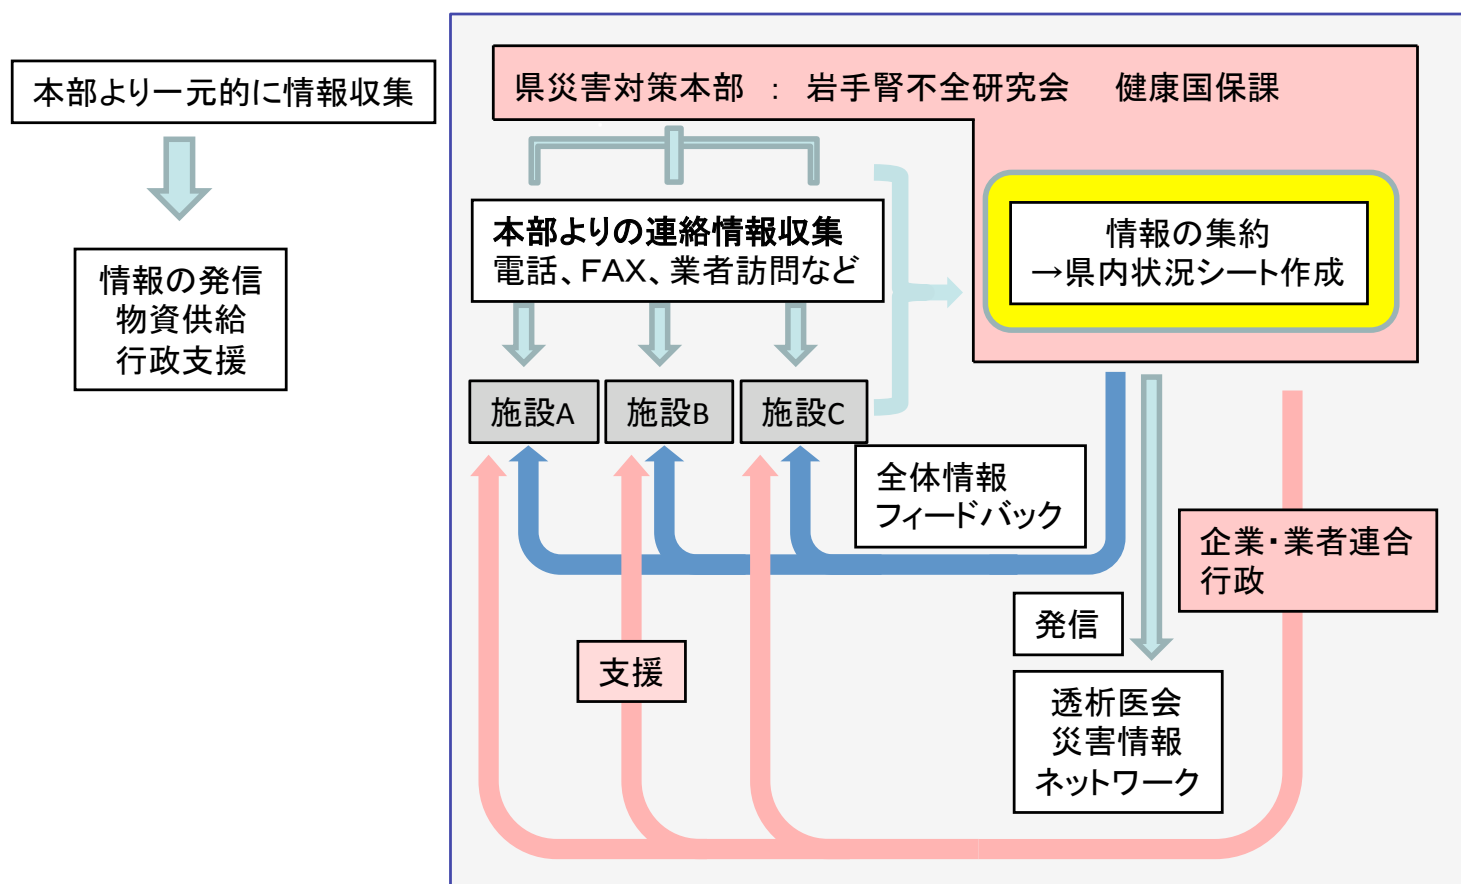 本部より一元的に情報収集
情報の発信
物資供給
行政支援
県災害対策本部 ： 岩手腎不全研究会 健康国保課
本部よりの連絡情報収集
電話、FAX、業者訪問など
情報の集約
→県内状況シート作成
施設A
施設B
施設C
全体情報
フィードバック
企業・業者連合
行政
発信
支援
透析医会
災害情報
ネットワーク